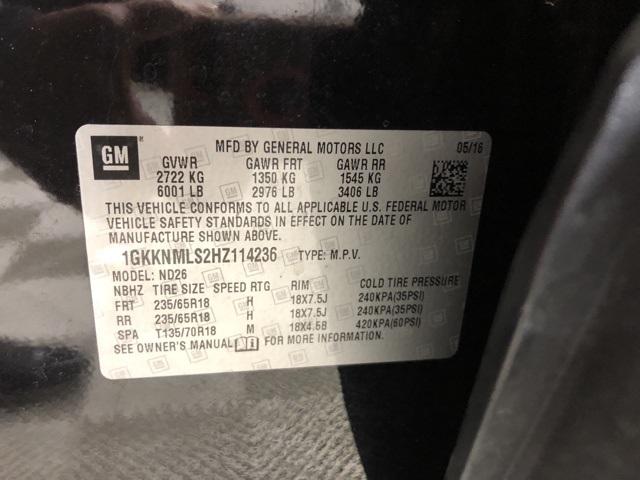 GM
MFD BY GENERAL MOTORS LLC 05/16
GVWR GAWR FRT GAWR RR
2722 KG 1350 KG 1545 KG
6001 LB 2976 LB 3406 LB
THIS VEHICLE CONFORMS TO ALL APPLICABLE U.S. FEDERAL MOTOR
VEHICLE SAFETY STANDARDS IN EFFECT ON THE DATE OF
MANUFACTURE SHOWN ABOVE.
1GKKNMLS2HZ114236 TYPE: M.P.V.
MODEL: ND26
NBHZ TIRE SIZE SPEED RTG RIM COLD TIRE PRESSURE
FRT 235/65R18 H 18X7.5J 240KPA(35PSI)
RR 235/65R18 H 18X7.5J 240KPA(35PSI)
SPA T135/70R18 M 18X4.5B 420KPA(60PSI)
SEE OWNER'S MANUAL FOR MORE INFORMATION.